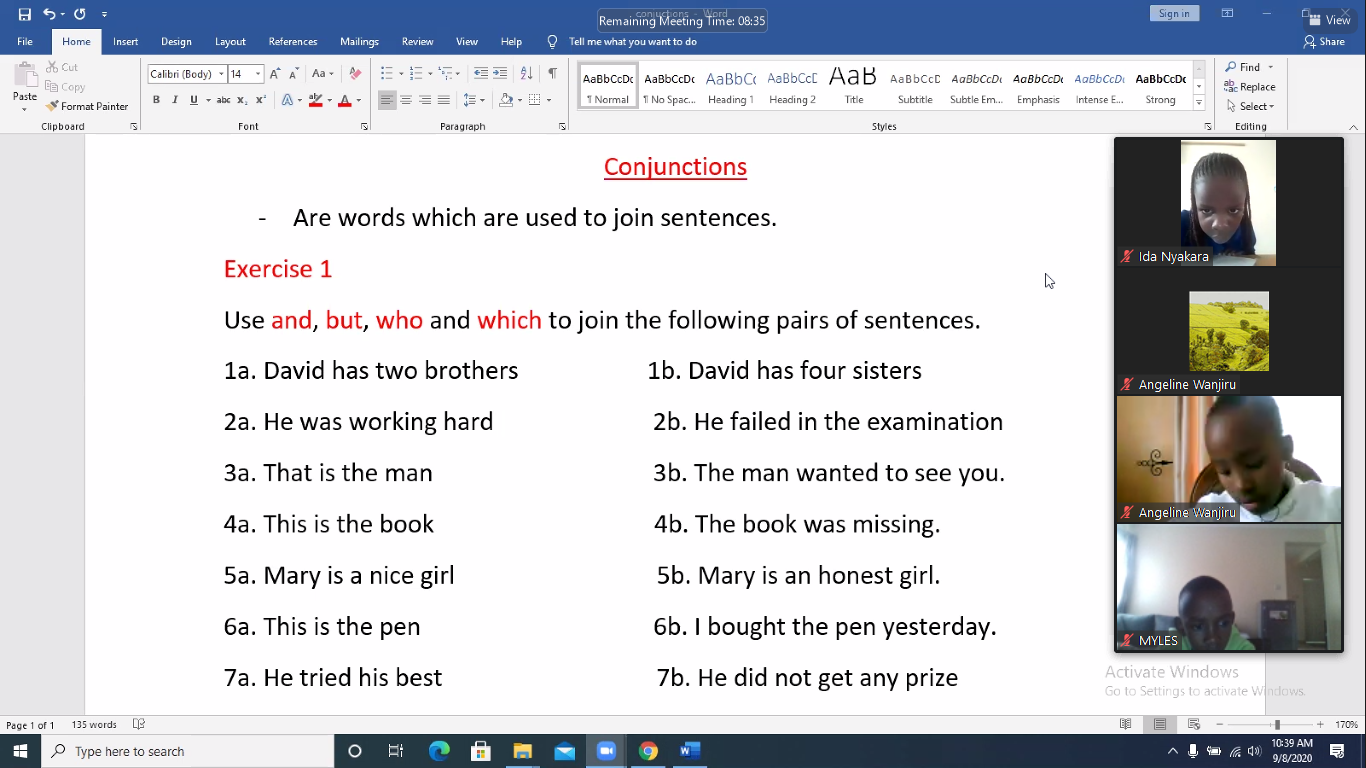 conjuctions - Word
Remaining Meeting Time: 08:35
Sign in
View
File Home Insert Design Layout References Mailings Review View Help Tell me what you want to do
Share
Paste
Cut
Copy
Format Painter
Clipboard
Calibri (Body) 14
Font
Paragraph
AaBbCcDc AaBbCcDc AaBbCc AaBbCcD AaB AaBbCcD AaBbCcDc AaBbCcDc AaBbCcDc AaBbCcDc
¶ Normal ¶ No Spac... Heading 1 Heading 2 Title Subtitle Subtle Em... Emphasis Intense E... Strong
Styles
Find
Replace
Select
Editing
Conjunctions
- Are words which are used to join sentences.
Exercise 1
Use and, but, who and which to join the following pairs of sentences.
1a. David has two brothers 1b. David has four sisters
2a. He was working hard 2b. He failed in the examination
3a. That is the man 3b. The man wanted to see you.
4a. This is the book 4b. The book was missing.
5a. Mary is a nice girl 5b. Mary is an honest girl.
6a. This is the pen 6b. I bought the pen yesterday.
7a. He tried his best 7b. He did not get any prize
Ida Nyakara
Angeline Wanjiru
Angeline Wanjiru
MYLES
Activate Windows
Go to Settings to activate Windows.
Page 1 of 1 135 words
170%
Type here to search
10:39 AM
9/8/2020